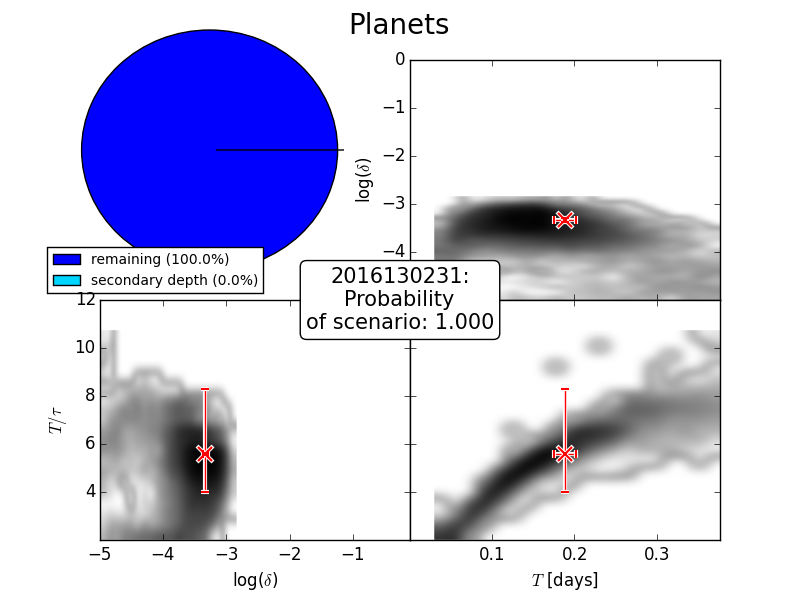 Planets
remaining (100.0%)
secondary depth (0.0%)
0
−1
−2
−3
−4
log(δ)
2016130231:
Probability
of scenario: 1.000
12
10
8
6
4
T/τ
−5 −4 −3 −2 −1
log(δ)
0.1 0.2 0.3
T [days]